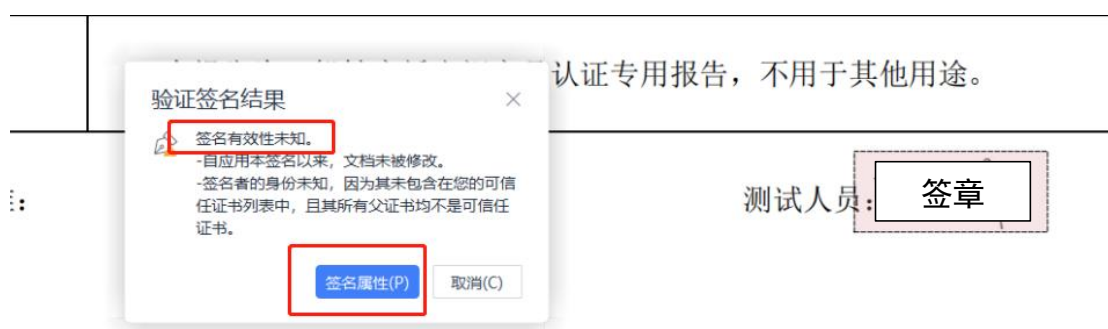 认证专用报告，不用于其他用途。
验证签名结果
签名有效性未知。
-自应用本签名以来，文档未被修改。
-签名者的身份未知，因为其未包含在您的可信
任证书列表中，且其所有父证书均不是可信任
证书。
签名属性(P) 取消(C)
测试人员：
签章